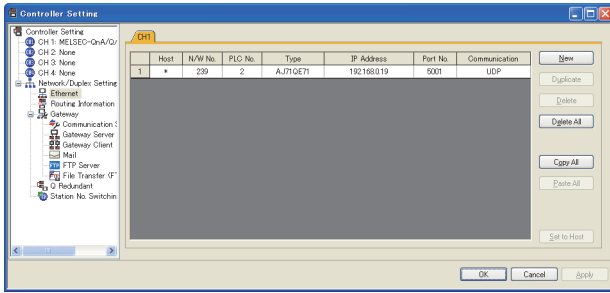 Controller Setting
Controller Setting
CH 1: MELSEC-QnA/Q/
CH 2: None
CH 3: None
CH 4: None
Network/Duplex Setting
Ethernet
Routing Information
Gateway
Communication S
Gateway Server
Gateway Client
Mail
FTP Server
File Transfer (F
Q Redundant
Station No. Switchin
CH1
Host N/W No. PLC No. Type IP Address Port No. Communication
1 * 239 2 AJ71QE71 192.168.0.19 5001 UDP
New
Duplicate
Delete
Delete All
Copy All
Paste All
Set to Host
OK Cancel Apply